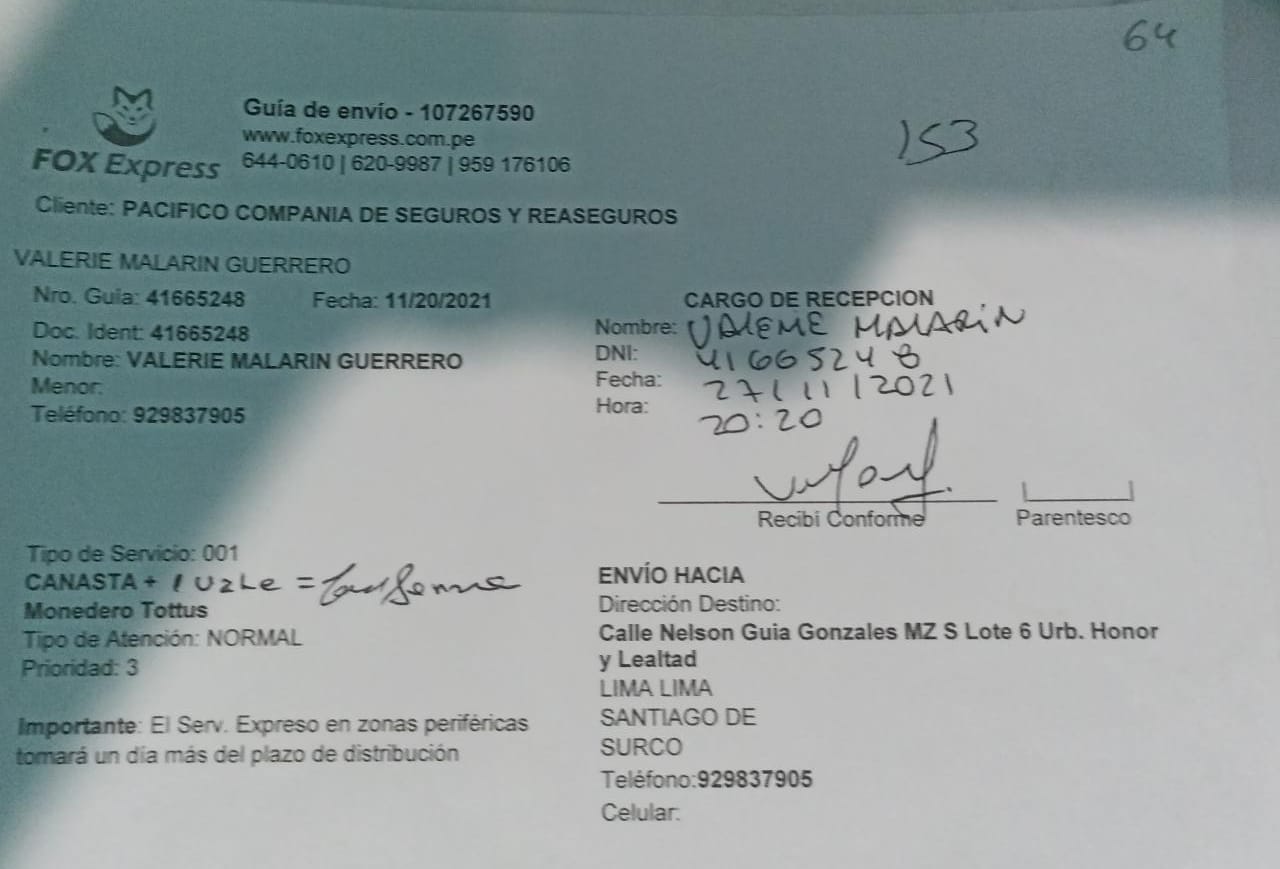 64
153
FOX Express
Guía de envío - 107267590
www.foxexpress.com.pe
644-0610 | 620-9987 | 959 176106
Cliente: PACIFICO COMPANIA DE SEGUROS Y REASEGUROS
VALERIE MALARIN GUERRERO
Nro. Guia: 41665248 Fecha: 11/20/2021
Doc. Ident: 41665248
Nombre: VALERIE MALARIN GUERRERO
Menor:
Teléfono: 929837905
CARGO DE RECEPCION
Nombre: VALERIE MALARIN
DNI: 41665248
Fecha: 27/11/2021
Hora: 20:20
Recibi Conforme
Parentesco
Tipo de Servicio: 001
CANASTA + 1
Monedero Tottus
Tipo de Atención: NORMAL
Prioridad: 3
Importante: El Serv. Expreso en zonas periféricas
tomará un día más del plazo de distribución
ENVÍO HACIA
Dirección Destino:
Calle Nelson Guia Gonzales MZ S Lote 6 Urb. Honor
y Lealtad
LIMA LIMA
SANTIAGO DE
SURCO
Teléfono:929837905
Celular: